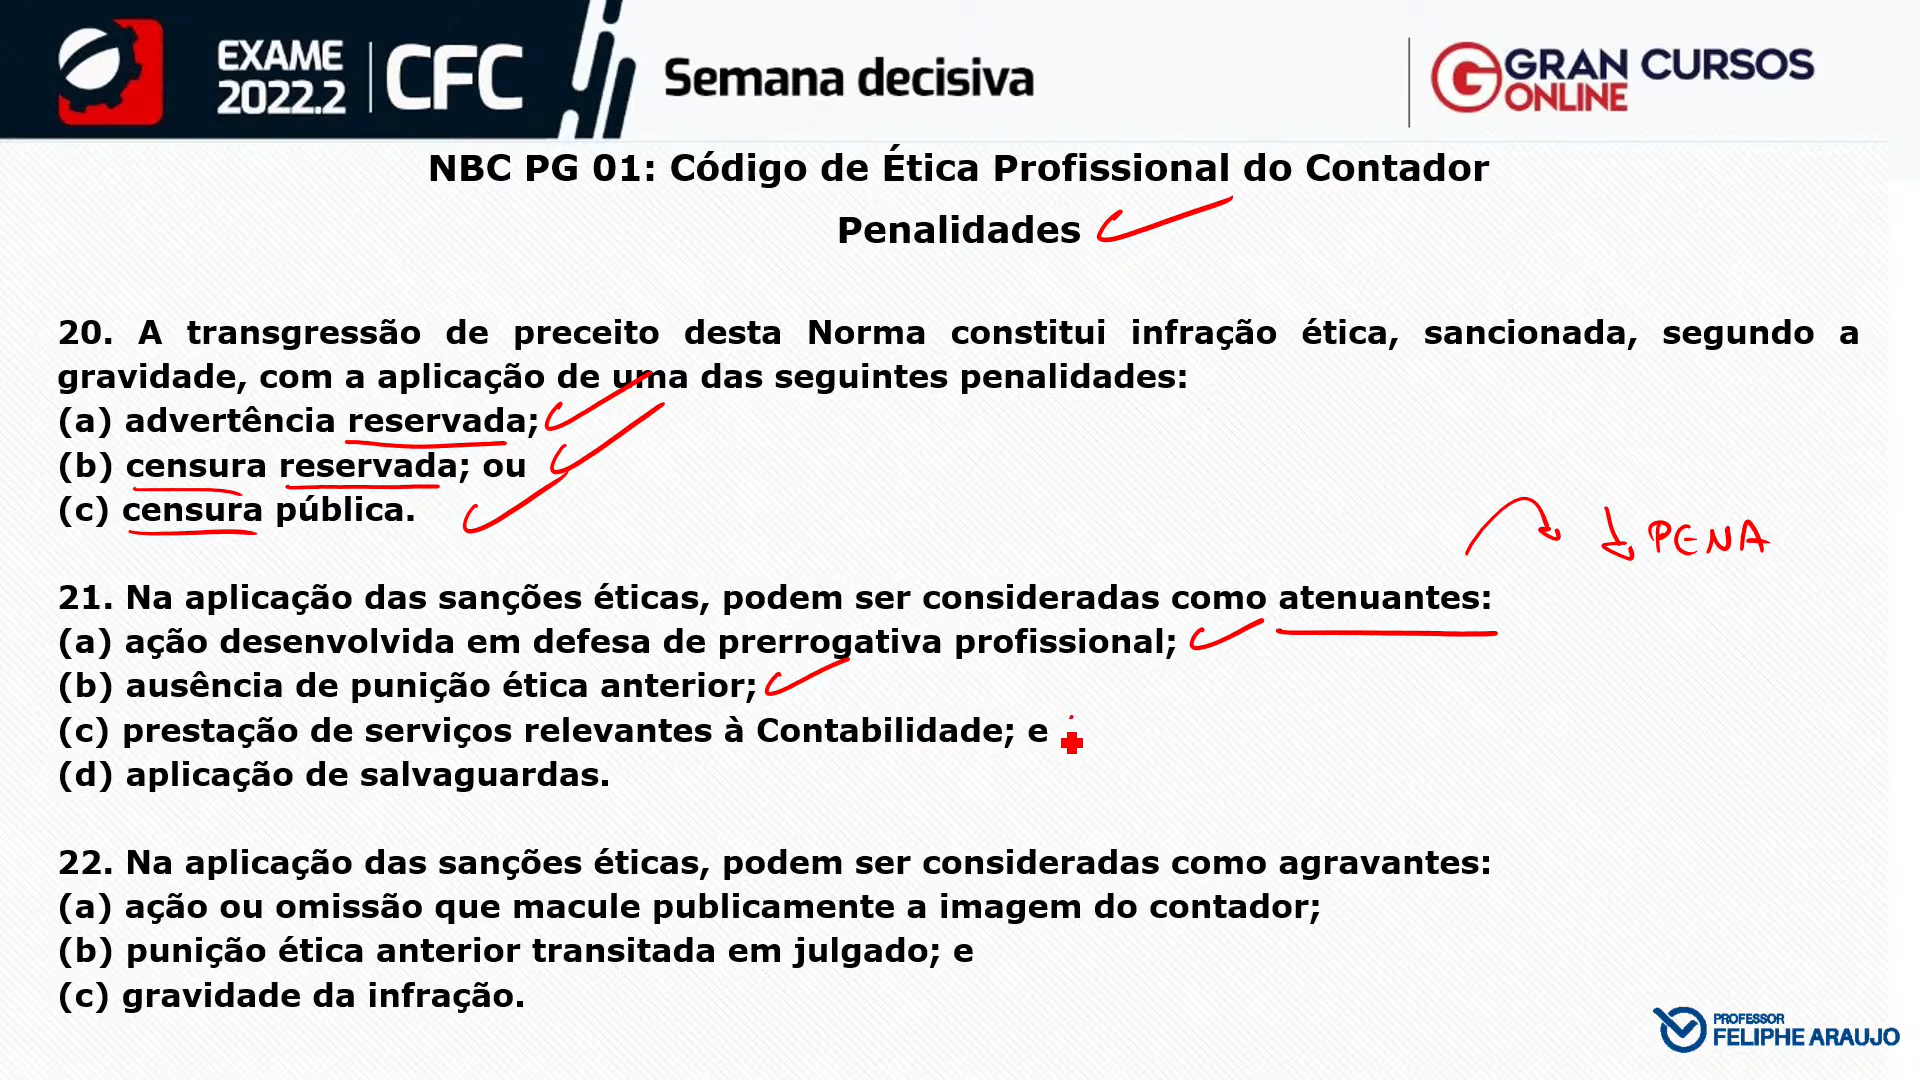 EXAME
2022.2
CFC
Semana decisiva
GRAN CURSOS
ONLINE
NBC PG 01: Código de Ética Profissional do Contador
Penalidades
20. A transgressão de preceito desta Norma constitui infração ética, sancionada, segundo a
gravidade, com a aplicação de uma das seguintes penalidades:
(a) advertência reservada;
(b) censura reservada; ou
(c) censura pública.
PENA
21. Na aplicação das sanções éticas, podem ser consideradas como atenuantes:
(a) ação desenvolvida em defesa de prerrogativa profissional;
(b) ausência de punição ética anterior;
(c) prestação de serviços relevantes à Contabilidade; e
(d) aplicação de salvaguardas.
22. Na aplicação das sanções éticas, podem ser consideradas como agravantes:
(a) ação ou omissão que macule publicamente a imagem do contador;
(b) punição ética anterior transitada em julgado; e
(c) gravidade da infração.
PROFESSOR
FELIPHE ARAUJO